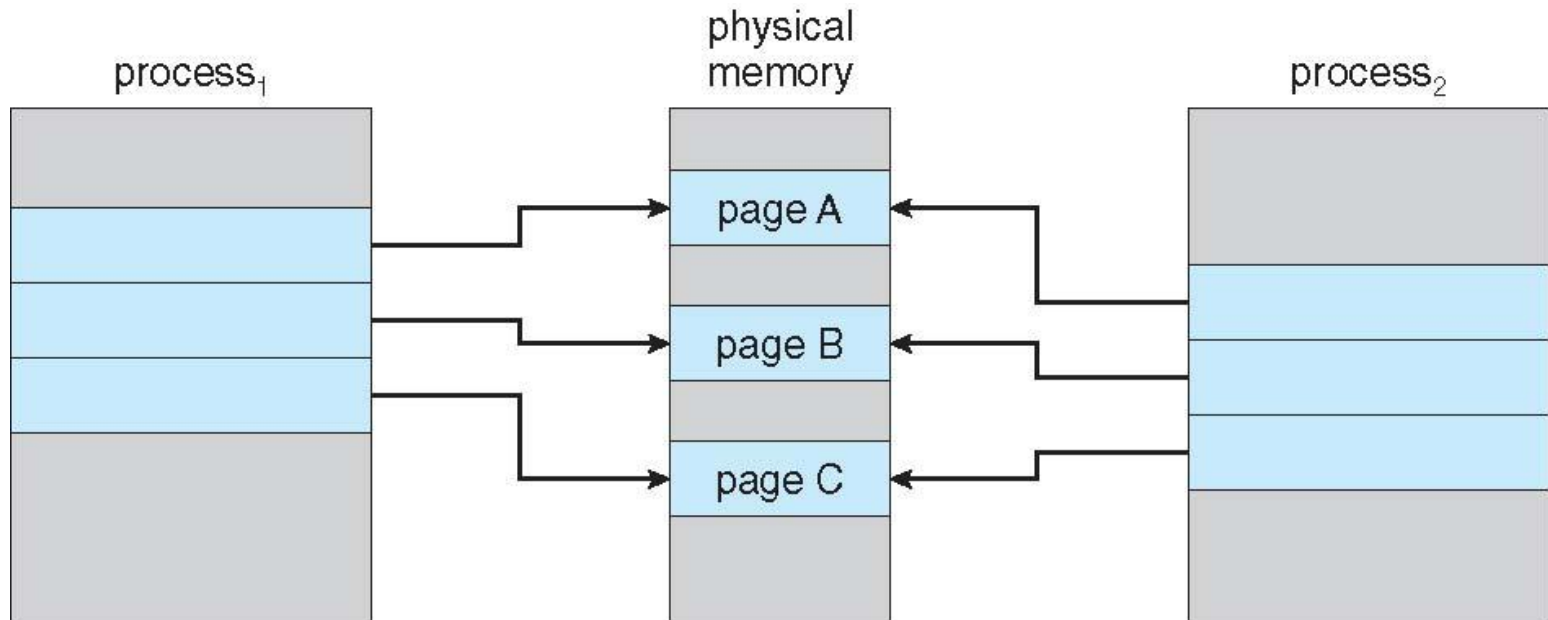 process₁
physical
memory
process₂
page A
page B
page C